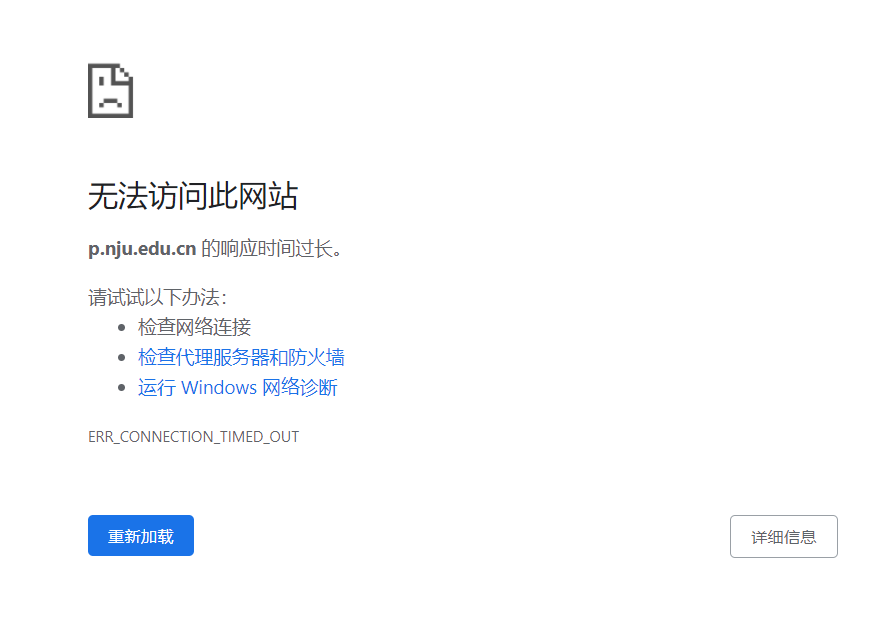 无法访问此网站
p.nju.edu.cn 的响应时间过长。
请试试以下办法：
检查网络连接
检查代理服务器和防火墙
运行 Windows 网络诊断
ERR_CONNECTION_TIMED_OUT
重新加载
详细信息